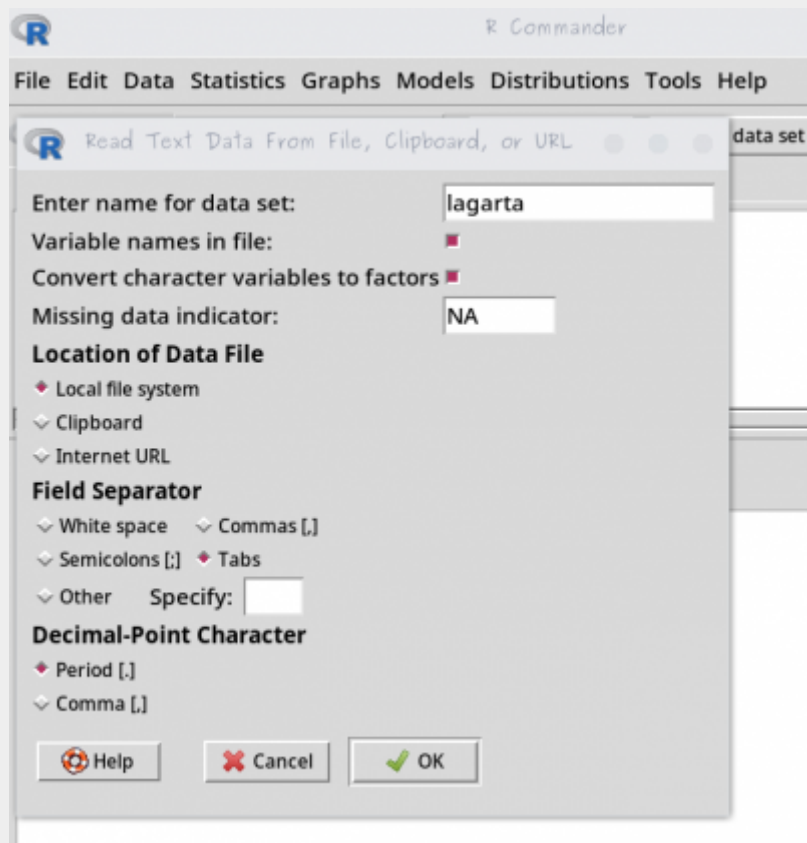 R R Commander
File Edit Data Statistics Graphs Models Distributions Tools Help
R Read Text Data From File, Clipboard, or URL
data set
Enter name for data set: lagarta
Variable names in file:
Convert character variables to factors
Missing data indicator: NA
Location of Data File
Local file system
Clipboard
Internet URL
Field Separator
White space Commas [,]
Semicolons [;] Tabs
Other Specify:
Decimal-Point Character
Period [.]
Comma [,]
Help Cancel OK